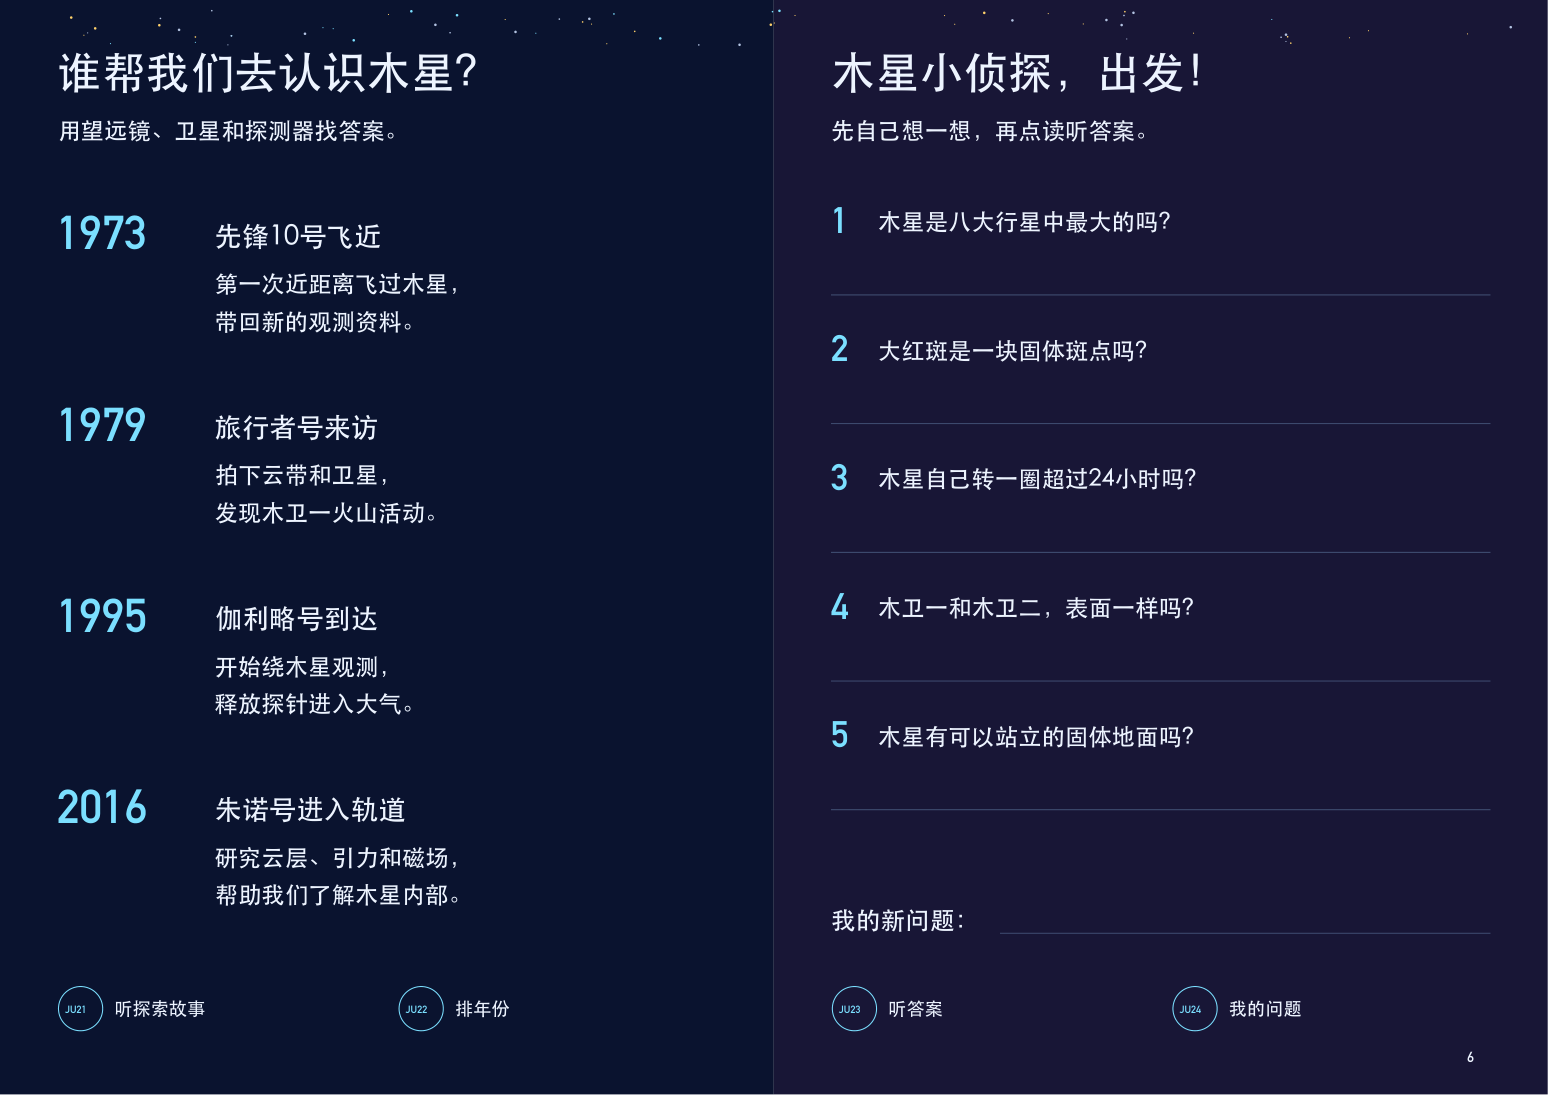 谁帮我们去认识木星?
用望远镜、卫星和探测器找答案。
1973
先锋10号飞近
第一次近距离飞过木星，
带回新的观测资料。
1979
旅行者号来访
拍下云带和卫星，
发现木卫一火山活动。
1995
伽利略号到达
开始绕木星观测，
释放探针进入大气。
2016
朱诺号进入轨道
研究云层、引力和磁场，
帮助我们了解木星内部。
JU21 听探索故事
JU22 排年份
木星小侦探，出发!
先自己想一想，再点读听答案。
1 木星是八大行星中最大的吗?
2 大红斑是一块固体斑点吗?
3 木星自己转一圈超过24小时吗?
4 木卫一和木卫二，表面一样吗?
5 木星有可以站立的固体地面吗?
我的新问题:
JU23 听答案
JU24 我的问题
6